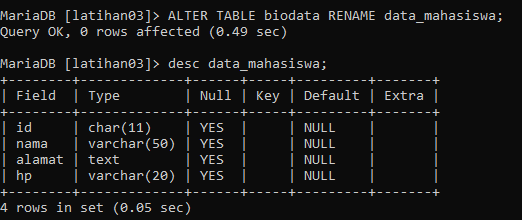 MariaDB [latihan03]> ALTER TABLE biodata RENAME data_mahasiswa;
Query OK, 0 rows affected (0.49 sec)

MariaDB [latihan03]> desc data_mahasiswa;
+--------+-------------+------+-----+---------+-------+
| Field  | Type        | Null | Key | Default | Extra |
+--------+-------------+------+-----+---------+-------+
| id     | char(11)    | YES  |     | NULL    |       |
| nama   | varchar(50) | YES  |     | NULL    |       |
| alamat | text        | YES  |     | NULL    |       |
| hp     | varchar(20) | YES  |     | NULL    |       |
+--------+-------------+------+-----+---------+-------+
4 rows in set (0.05 sec)